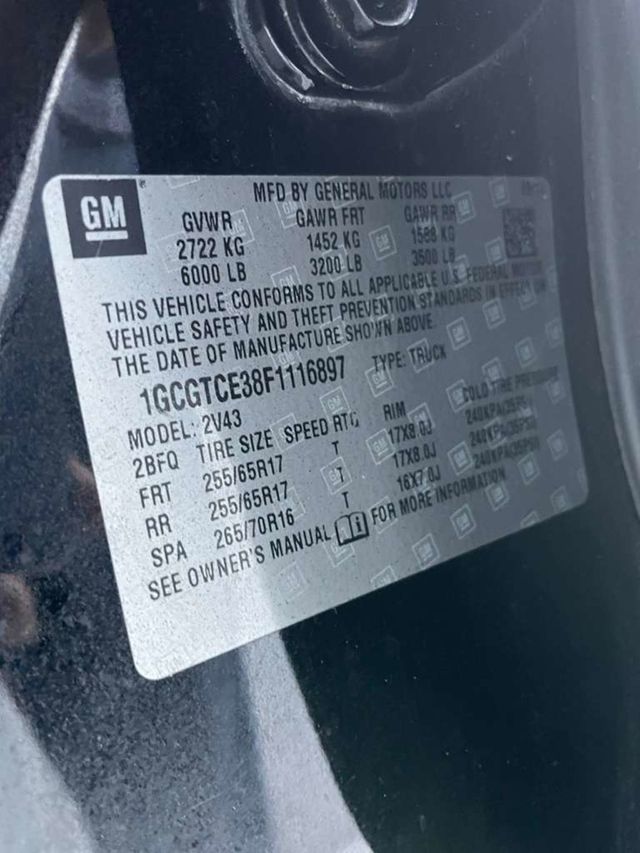 GM
MFD BY GENERAL MOTORS LLC
GVWR GAWR FRT GAWR RR
2722 KG 1452 KG 1588 KG
6000 LB 3200 LB 3500 LB
THIS VEHICLE CONFORMS TO ALL APPLICABLE U.S. FEDERAL MOTOR
VEHICLE SAFETY AND THEFT PREVENTION STANDARDS IN EFFECT ON
THE DATE OF MANUFACTURE SHOWN ABOVE.
1GCGTCE38F1116897 TYPE: TRUCK
MODEL: 2V43
2BFQ TIRE SIZE SPEED RTG RIM COLD TIRE PRESSURE
FRT 255/65R17 T 17X8.0J 240KPA(35PSI)
RR 255/65R17 T 17X8.0J 240KPA(35PSI)
SPA 265/70R16 T 16X7.0J 240KPA(35PSI)
SEE OWNER'S MANUAL FOR MORE INFORMATION